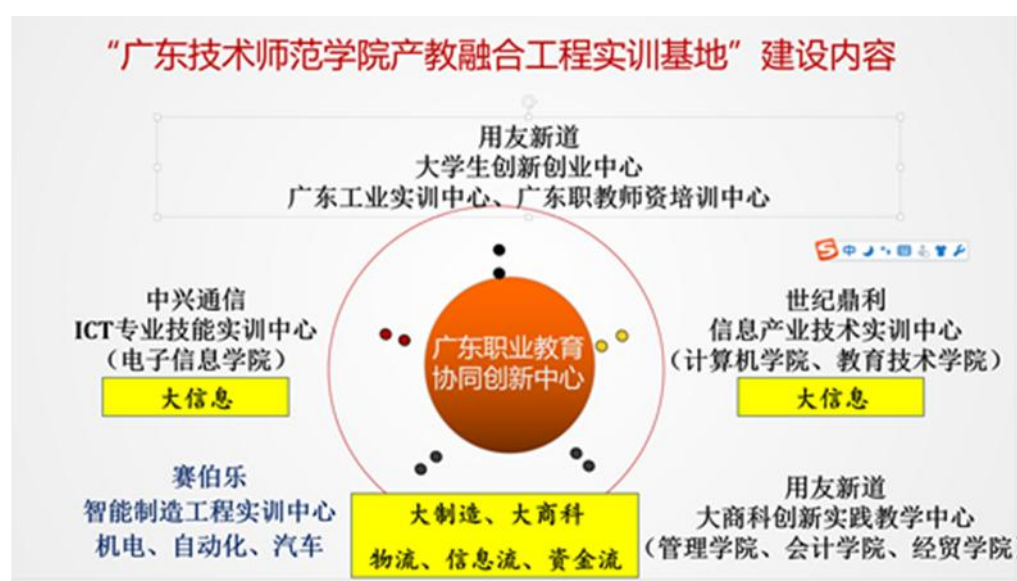 “广东技术师范学院产教融合工程实训基地”建设内容
用友新道
大学生创新创业中心
广东工业实训中心、广东职教师资培训中心
中
中兴通信
ICT专业技能实训中心
（电子信息学院）
大信息
世纪鼎利
信息产业技术实训中心
（计算机学院、教育技术学院）
大信息
广东职业教育
协同创新中心
赛伯乐
智能制造工程实训中心
机电、自动化、汽车
大制造、大商科
物流、信息流、资金流
用友新道
大商科创新实践教学中心
（管理学院、会计学院、经贸学院